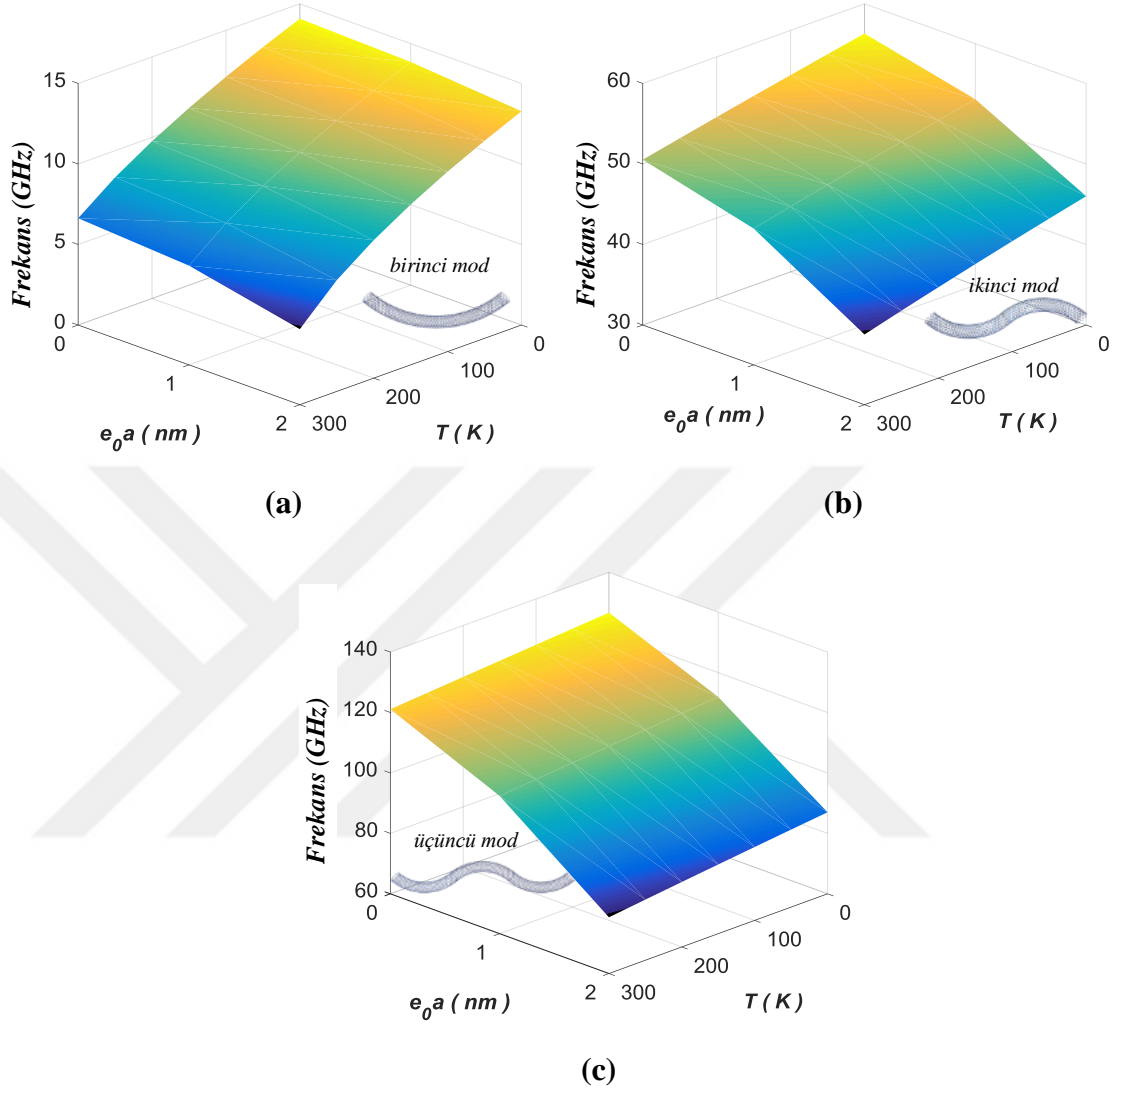 15
10
5
0
Frekans (GHz)
birinci mod
0
1
2
e0a ( nm )
300
200
100
0
T ( K )
(a)
60
50
40
30
Frekans (GHz)
ikinci mod
0
1
2
e0a ( nm )
300
200
100
0
T ( K )
(b)
140
120
100
80
60
Frekans (GHz)
üçüncü mod
0
1
2
e0a ( nm )
300
200
100
0
T ( K )
(c)